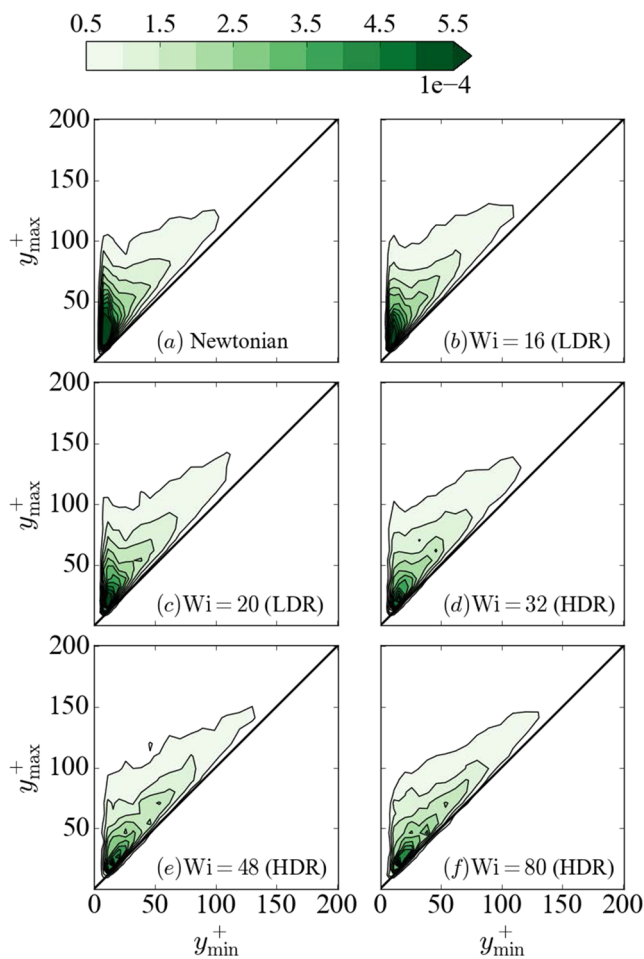 0.5 1.5 2.5 3.5 4.5 5.5
1e−4
200
150
100
50
y⁺max
(a) Newtonian
(b)Wi = 16 (LDR)
200
150
100
50
y⁺max
(c)Wi = 20 (LDR)
(d)Wi = 32 (HDR)
200
150
100
50
0
y⁺max
(e)Wi = 48 (HDR)
(f)Wi = 80 (HDR)
0 50 100 150 200 0 50 100 150 200
y⁺min y⁺min